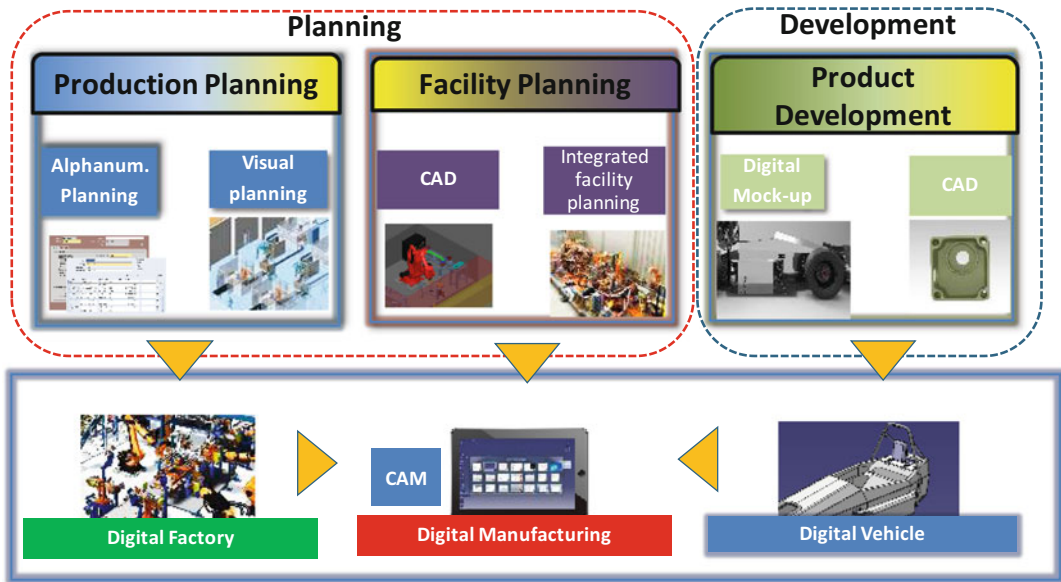 Planning
Development
Production Planning
Facility Planning
Product
Development
Alphanum.
Planning
Visual
planning
CAD
Integrated
facility
planning
Digital
Mock-up
CAD
CAM
Digital Factory
Digital Manufacturing
Digital Vehicle